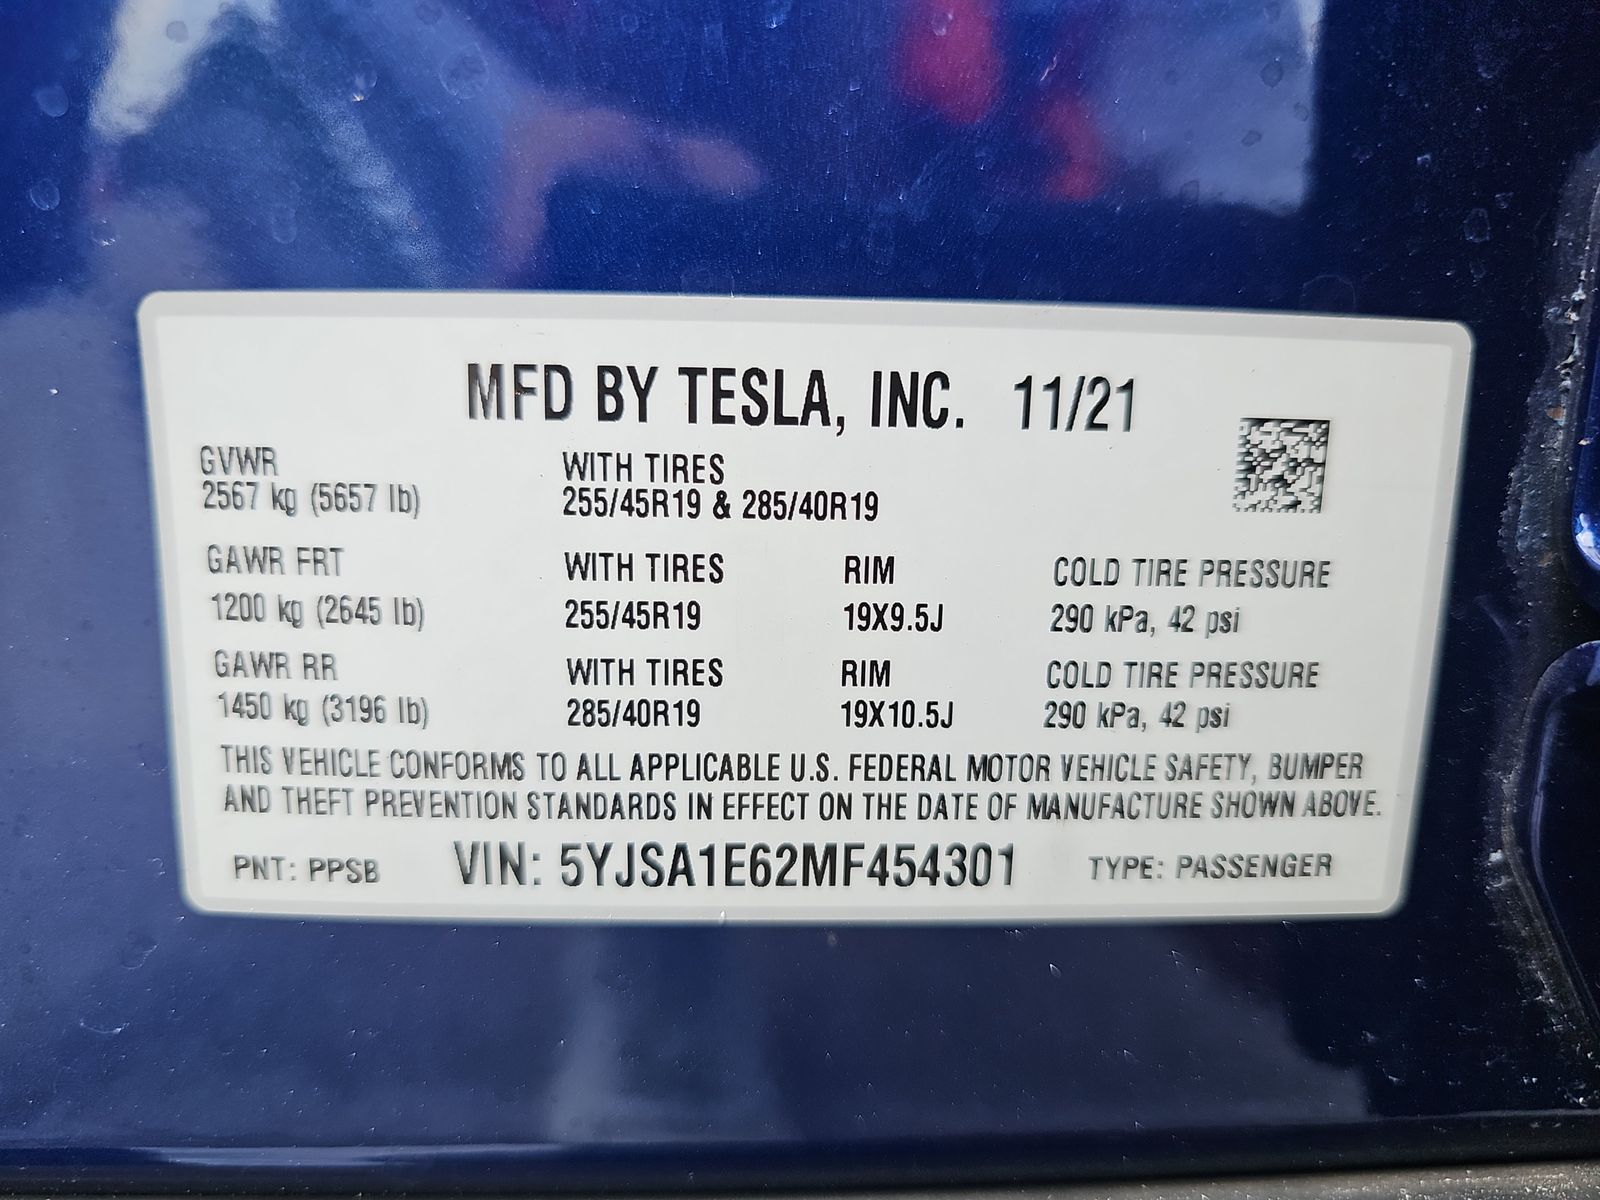 MFD BY TESLA, INC. 11/21
GVWR WITH TIRES
2567 kg (5657 lb) 255/45R19 & 285/40R19
GAWR FRT WITH TIRES RIM COLD TIRE PRESSURE
1200 kg (2645 lb) 255/45R19 19X9.5J 290 kPa, 42 psi
GAWR RR WITH TIRES RIM COLD TIRE PRESSURE
1450 kg (3196 lb) 285/40R19 19X10.5J 290 kPa, 42 psi
THIS VEHICLE CONFORMS TO ALL APPLICABLE U.S. FEDERAL MOTOR VEHICLE SAFETY, BUMPER
AND THEFT PREVENTION STANDARDS IN EFFECT ON THE DATE OF MANUFACTURE SHOWN ABOVE.
PNT: PPSB VIN: 5YJSA1E62MF454301 TYPE: PASSENGER